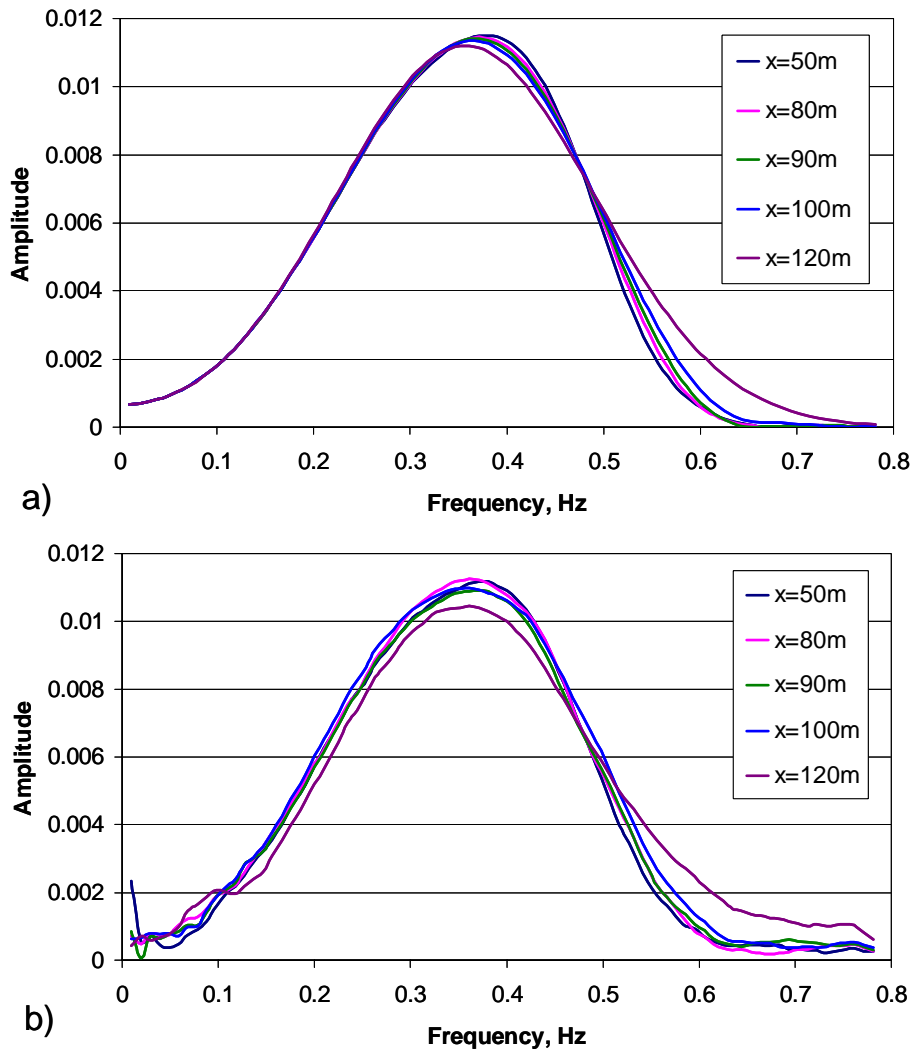 0.012
0.01
0.008
0.006
0.004
0.002
0
Amplitude
x=50m
x=80m
x=90m
x=100m
x=120m
0 0.1 0.2 0.3 0.4 0.5 0.6 0.7 0.8
Frequency, Hz
a)
0.012
0.01
0.008
0.006
0.004
0.002
0
Amplitude
x=50m
x=80m
x=90m
x=100m
x=120m
0 0.1 0.2 0.3 0.4 0.5 0.6 0.7 0.8
Frequency, Hz
b)